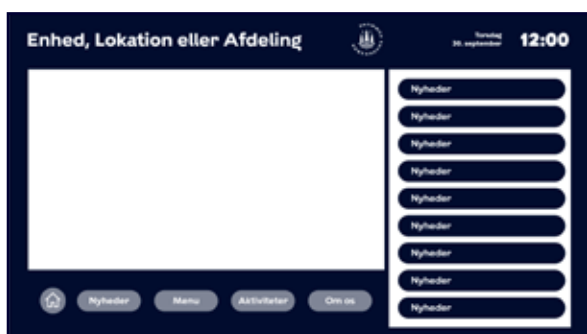 Enhed, Lokation eller Afdeling
Torsdag
30. september
12:00
Nyheder
Nyheder
Nyheder
Nyheder
Nyheder
Nyheder
Nyheder
Nyheder
Nyheder
Nyheder
Menu
Aktiviteter
Om os